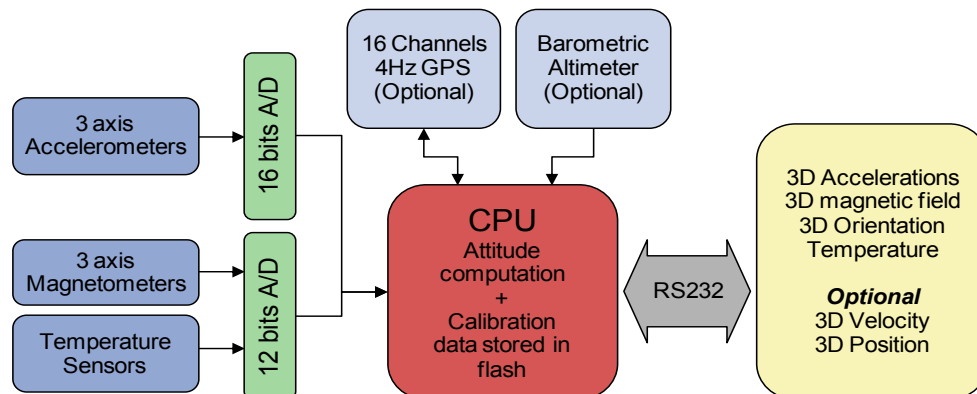 16 Channels
4Hz GPS
(Optional)
Barometric
Altimeter
(Optional)
3 axis
Accelerometers
16 bits A/D
3 axis
Magnetometers
Temperature
Sensors
12 bits A/D
CPU
Attitude
computation
+
Calibration
data stored in
flash
RS232
3D Accelerations
3D magnetic field
3D Orientation
Temperature
Optional
3D Velocity
3D Position